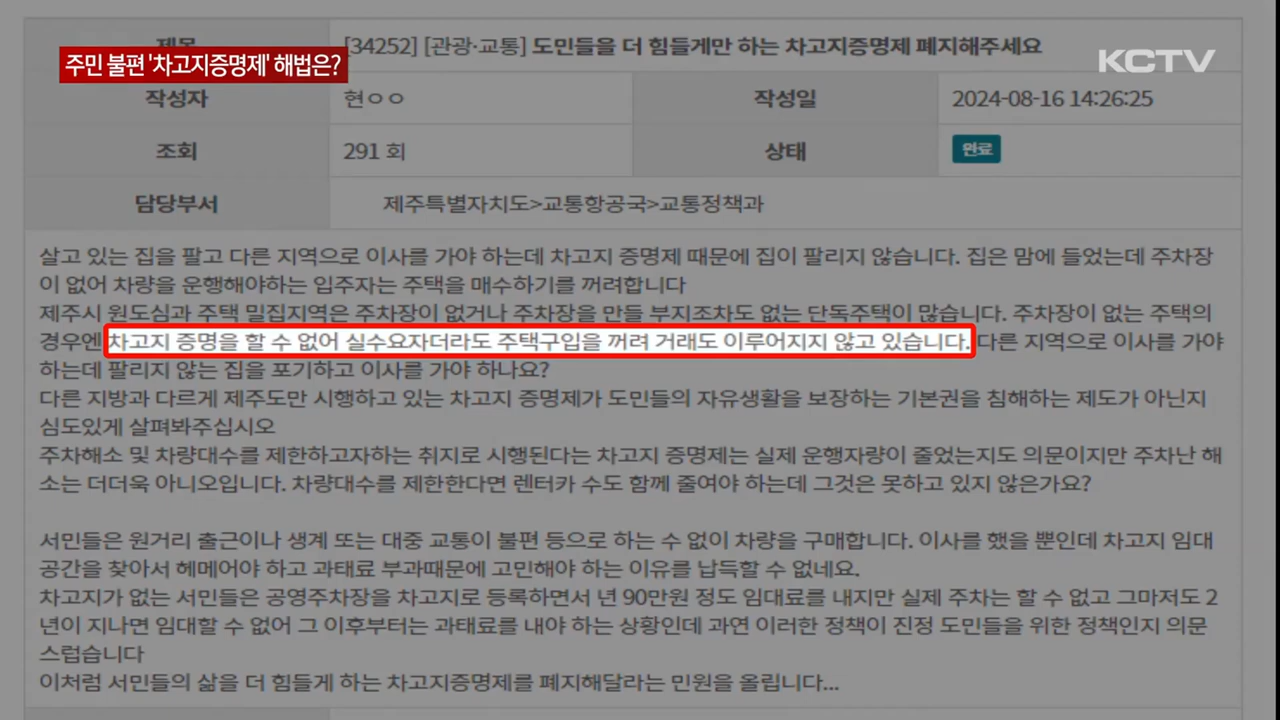 제목
[34252] [관광·교통] 도민들을 더 힘들게만 하는 차고지증명제 폐지해주세요
주민 불편 '차고지증명제' 해법은?
KCTV
작성자
현ㅇㅇ
작성일
2024-08-16 14:26:25
조회
291 회
상태
완료
담당부서
제주특별자치도>교통항공국>교통정책과
살고 있는 집을 팔고 다른 지역으로 이사를 가야 하는데 차고지 증명제 때문에 집이 팔리지 않습니다. 집은 맘에 들었는데 주차장
이 없어 차량을 운행해야하는 입주자는 주택을 매수하기를 꺼려합니다
제주시 원도심과 주택 밀집지역은 주차장이 없거나 주차장을 만들 부지조차도 없는 단독주택이 많습니다. 주차장이 없는 주택의
경우엔 차고지 증명을 할 수 없어 실수요자더라도 주택구입을 꺼려 거래도 이루어지지 않고 있습니다. 다른 지역으로 이사를 가야
하는데 팔리지 않는 집을 포기하고 이사를 가야 하나요?
다른 지방과 다르게 제주도만 시행하고 있는 차고지 증명제가 도민들의 자유생활을 보장하는 기본권을 침해하는 제도가 아닌지
심도있게 살펴봐주십시오
주차해소 및 차량대수를 제한하고자하는 취지로 시행된다는 차고지 증명제는 실제 운행자량이 줄었는지도 의문이지만 주차난 해
소는 더더욱 아니오입니다. 차량대수를 제한한다면 렌터카 수도 함께 줄여야 하는데 그것은 못하고 있지 않은가요?
서민들은 원거리 출근이나 생계 또는 대중 교통이 불편 등으로 하는 수 없이 차량을 구매합니다. 이사를 했을 뿐인데 차고지 임대
공간을 찾아서 헤메어야 하고 과태료 부과때문에 고민해야 하는 이유를 납득할 수 없네요.
차고지가 없는 서민들은 공영주차장을 차고지로 등록하면서 년 90만원 정도 임대료를 내지만 실제 주차는 할 수 없고 그마저도 2
년이 지나면 임대할 수 없어 그 이후부터는 과태료를 내야 하는 상황인데 과연 이러한 정책이 진정 도민들을 위한 정책인지 의문
스럽습니다
이처럼 서민들의 삶을 더 힘들게 하는 차고지증명제를 폐지해달라는 민원을 올립니다...